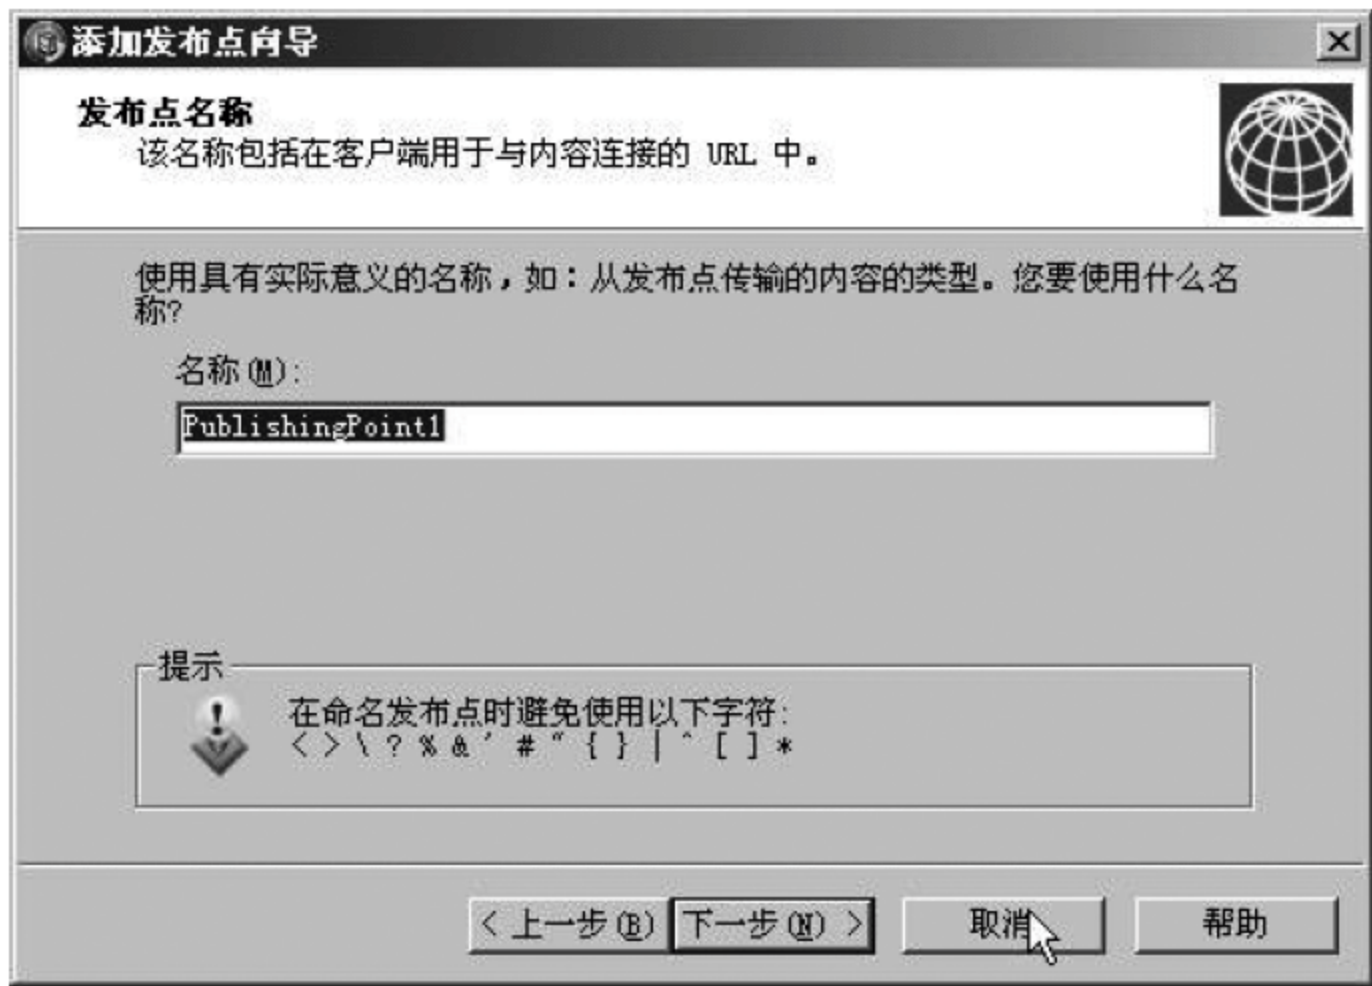 添加发布点向导
发布点名称
该名称包括在客户端用于与内容连接的 URL 中。
使用具有实际意义的名称，如：从发布点传输的内容的类型。您要使用什么名
称?
名称(M):
PublishingPoint1
提示
在命名发布点时避免使用以下字符:
< > \ ? % & ' # " { } | ^ [ ] *
< 上一步(B) 下一步(N) > 取消 帮助